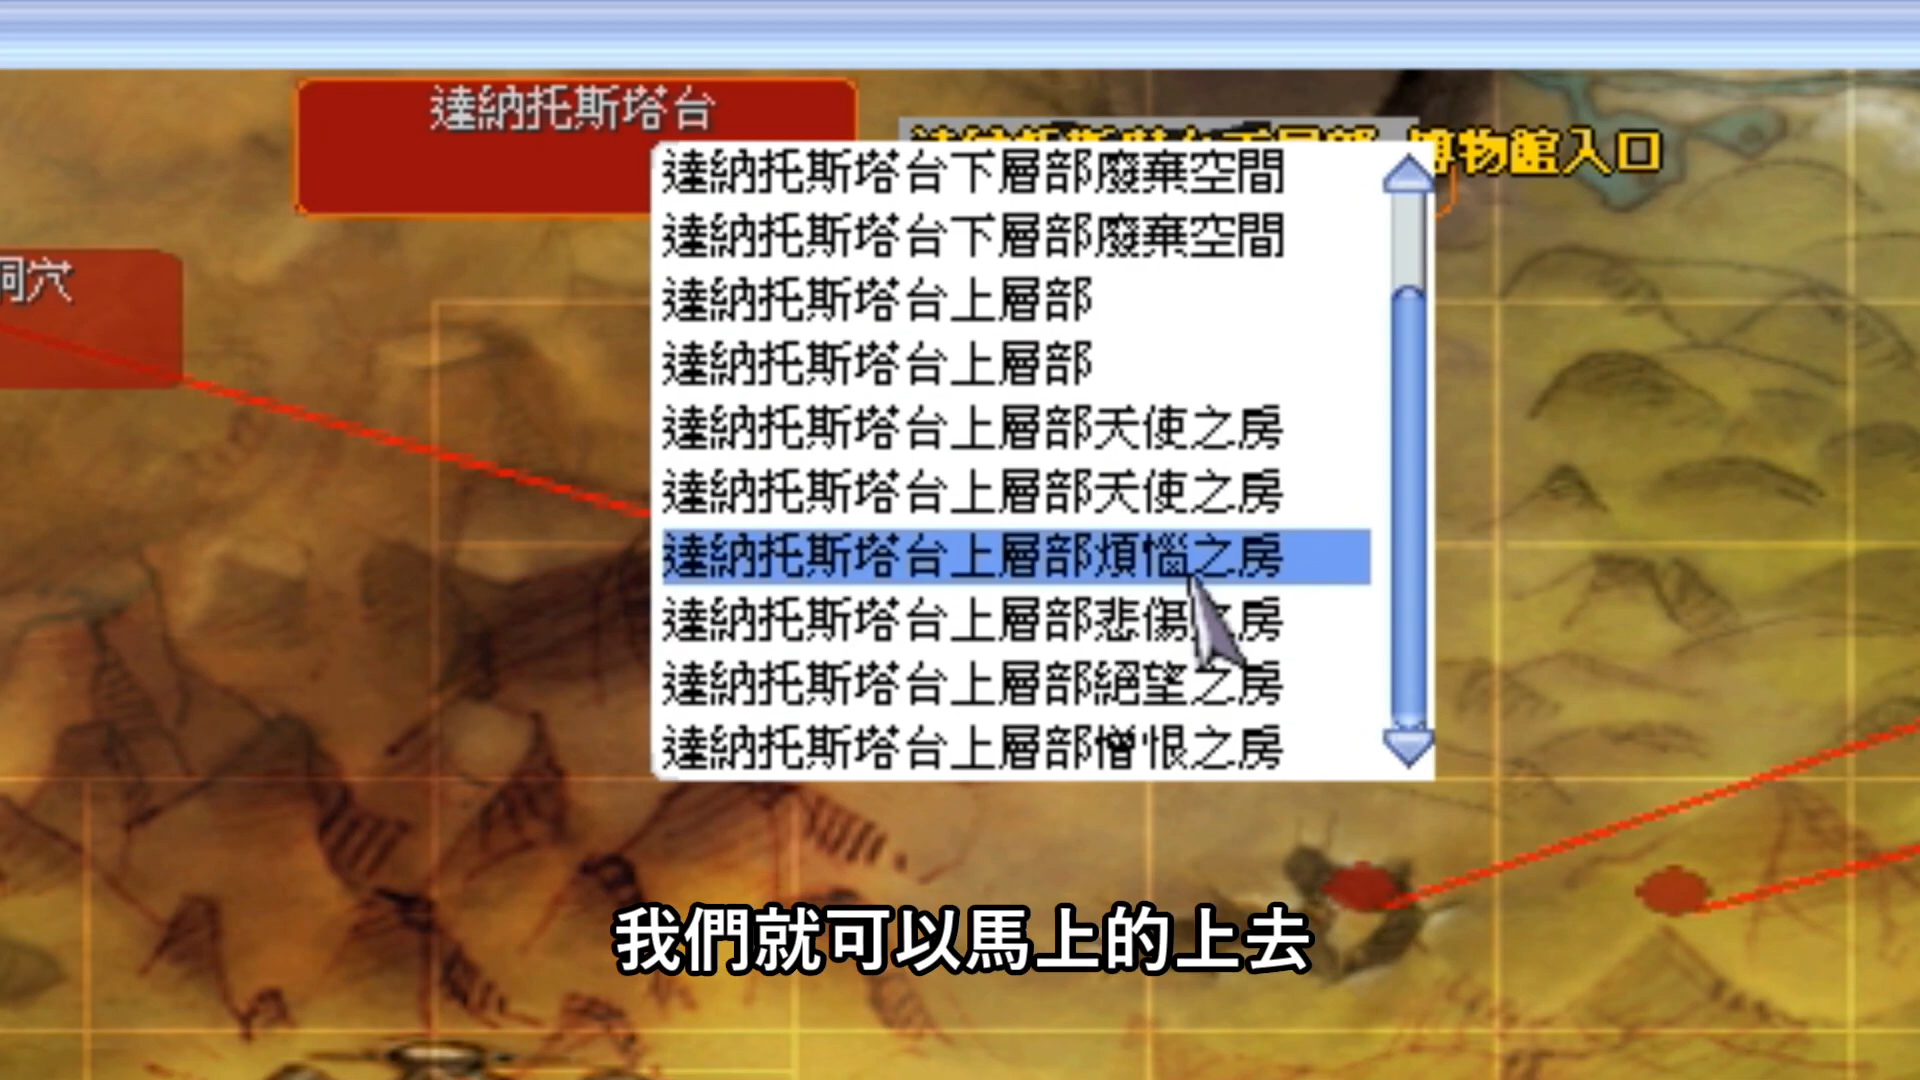 達納托斯塔台
博物館入口
洞穴
達納托斯塔台下層部廢棄空間
達納托斯塔台下層部廢棄空間
達納托斯塔台上層部
達納托斯塔台上層部
達納托斯塔台上層部天使之房
達納托斯塔台上層部天使之房
達納托斯塔台上層部煩惱之房
達納托斯塔台上層部悲傷之房
達納托斯塔台上層部絕望之房
達納托斯塔台上層部憎恨之房
我們就可以馬上的上去